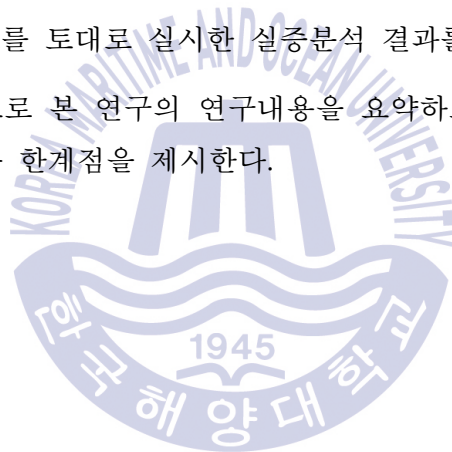 를 토대로 실시한 실증분석 결과를
로 본 연구의 연구내용을 요약하
한계점을 제시한다.
KOREA MARITIME AND OCEAN UNIVERSITY
1945
한국해양대학교